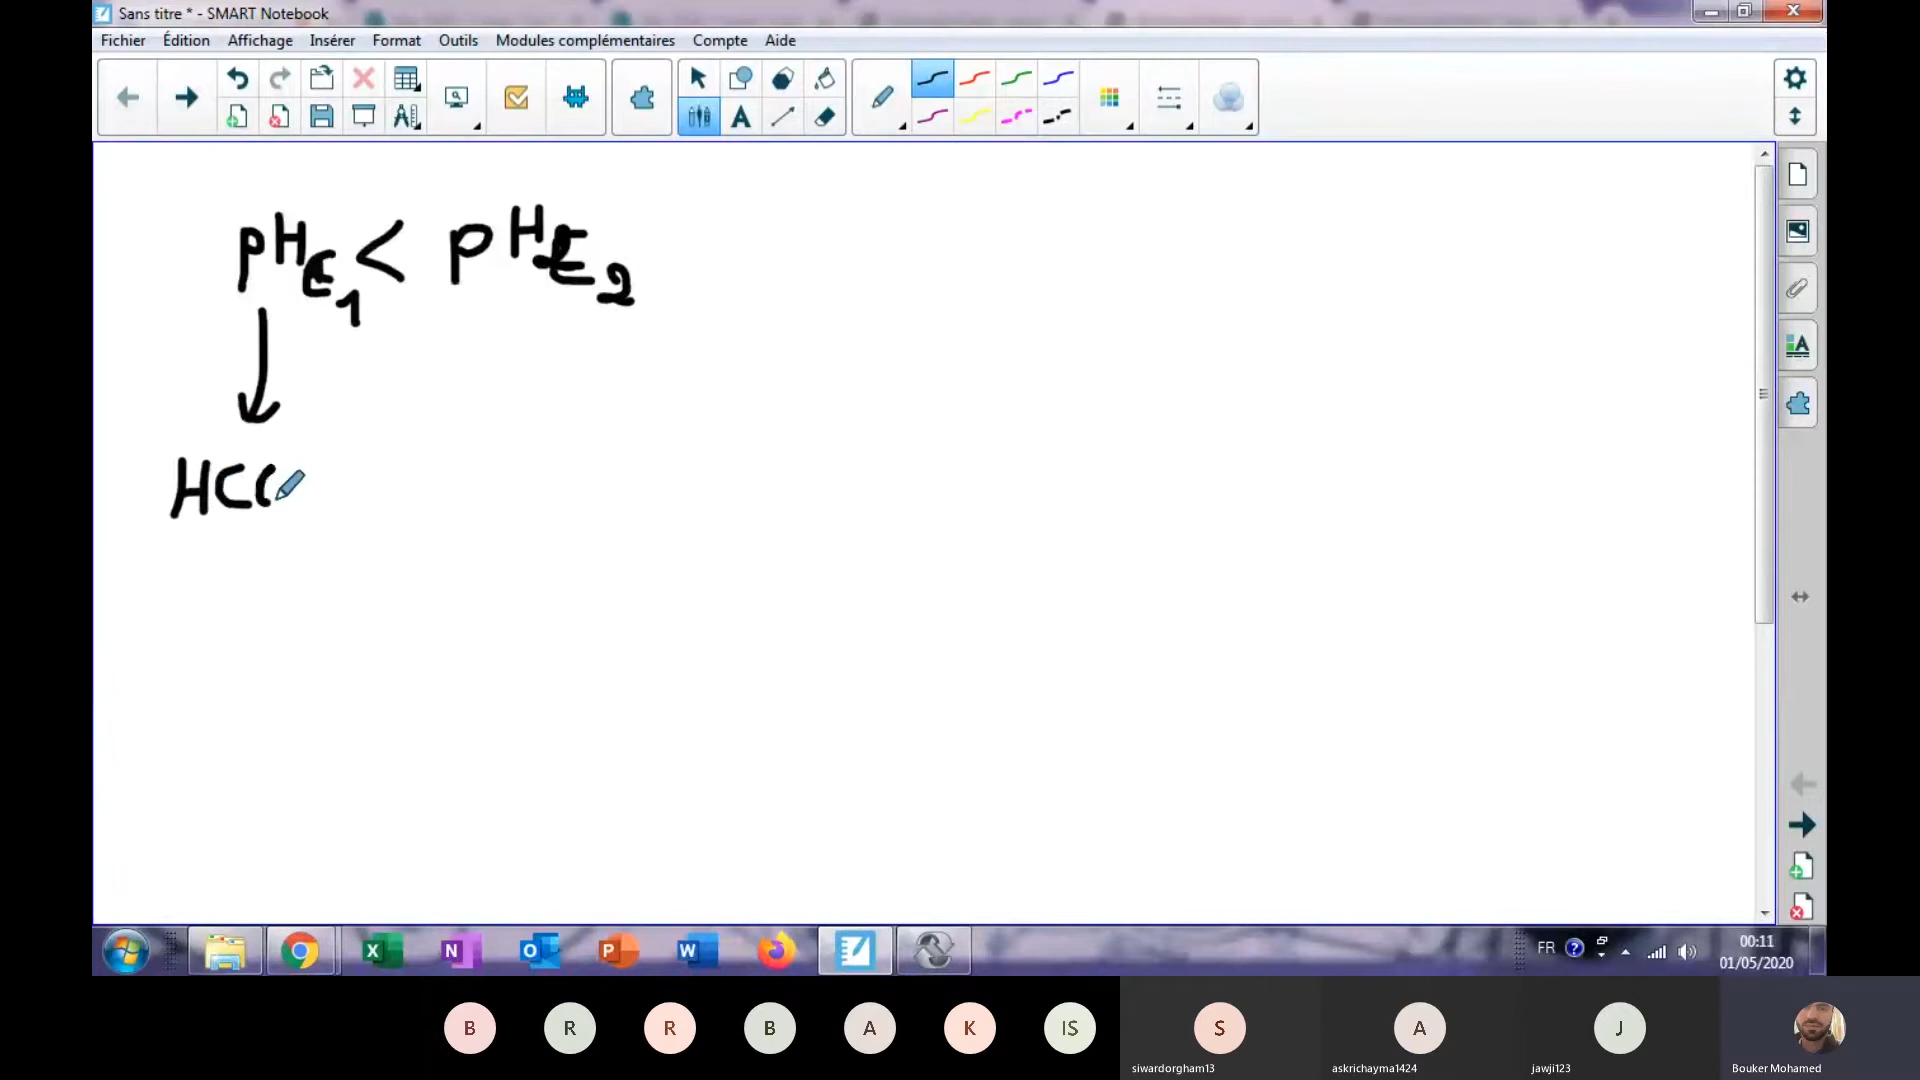 Sans titre * - SMART Notebook
Fichier Édition Affichage Insérer Format Outils Modules complémentaires Compte Aide
pHE1 < pHE2
HCO
FR 00:11
01/05/2020
B R R B A K IS S A J
siwardorgham13 askrichayma1424 jawji123 Bouker Mohamed